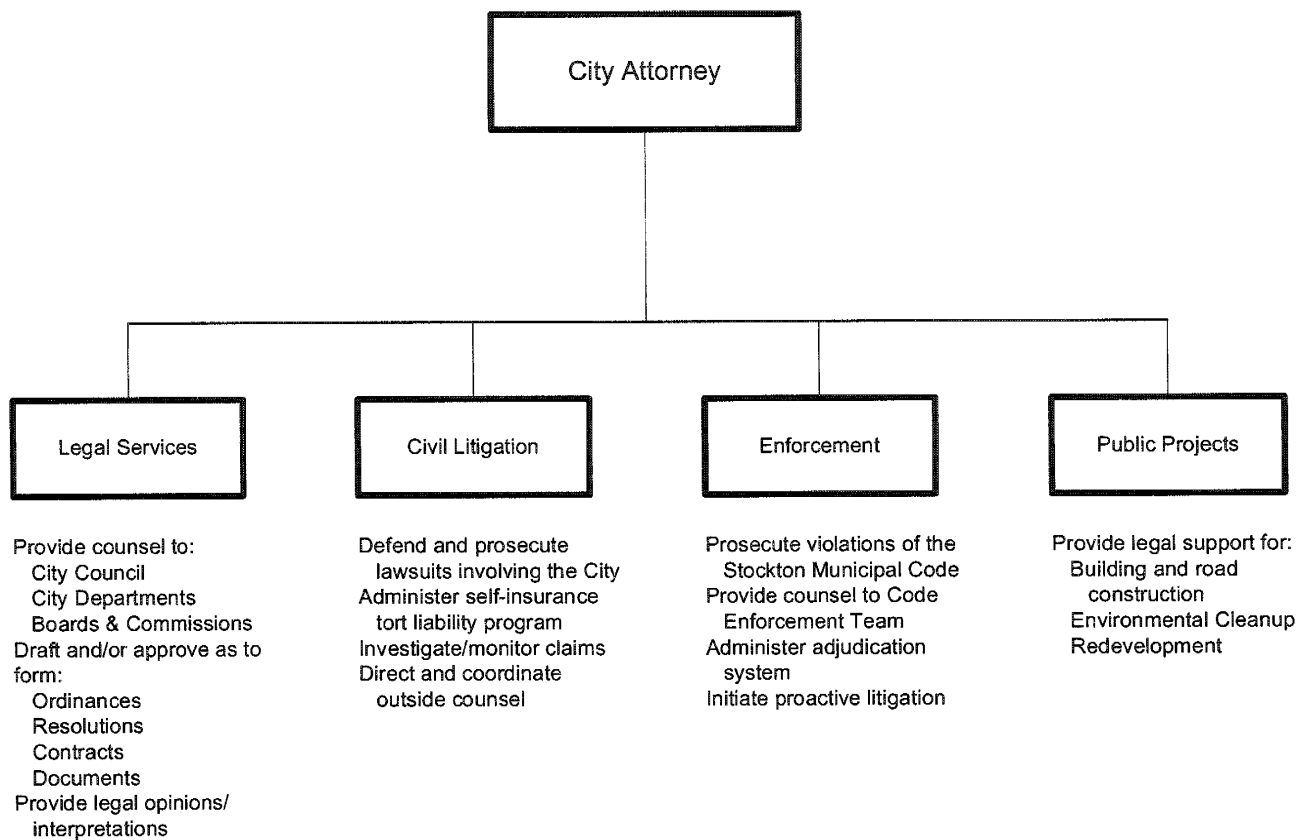 City Attorney
Legal Services
Provide counsel to:
City Council
City Departments
Boards & Commissions
Draft and/or approve as to
form:
Ordinances
Resolutions
Contracts
Documents
Provide legal opinions/
interpretations
Civil Litigation
Defend and prosecute
lawsuits involving the City
Administer self-insurance
tort liability program
Investigate/monitor claims
Direct and coordinate
outside counsel
Enforcement
Prosecute violations of the
Stockton Municipal Code
Provide counsel to Code
Enforcement Team
Administer adjudication
system
Initiate proactive litigation
Public Projects
Provide legal support for:
Building and road
construction
Environmental Cleanup
Redevelopment